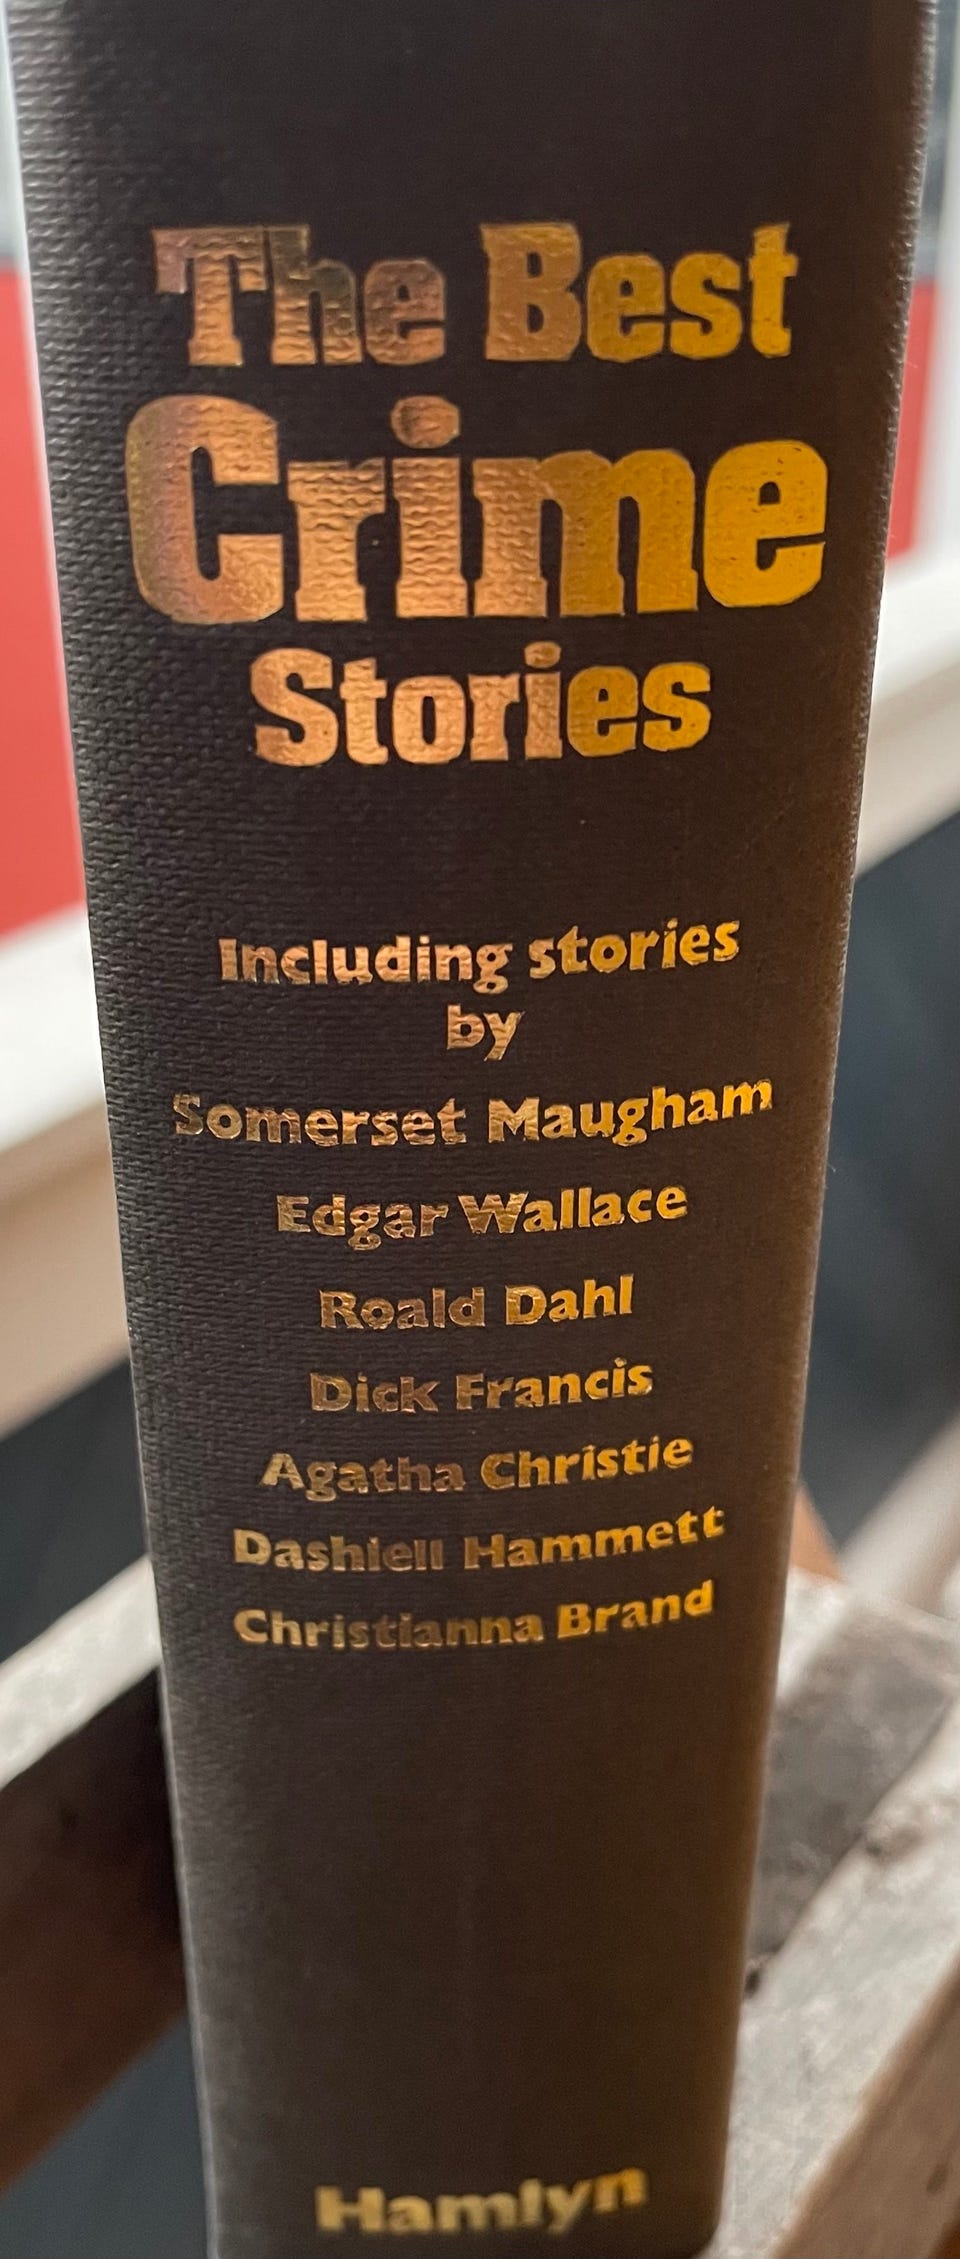 The Best
Crime
Stories
Including stories
by
Somerset Maugham
Edgar Wallace
Roald Dahl
Dick Francis
Agatha Christie
Dashiell Hammett
Christianna Brand
Hamlyn